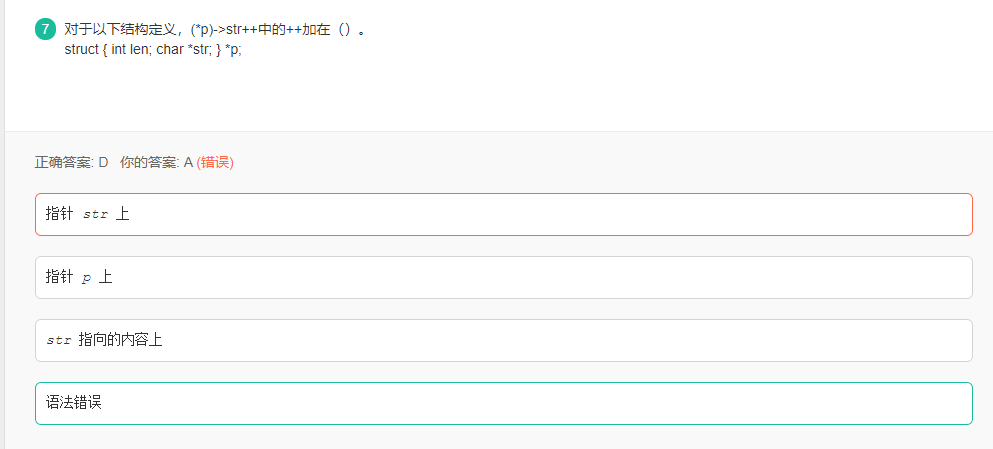 7 对于以下结构定义，(*p)->str++中的++加在（）。
struct { int len; char *str; } *p;
正确答案: D 你的答案: A (错误)
指针 str 上
指针 p 上
str 指向的内容上
语法错误